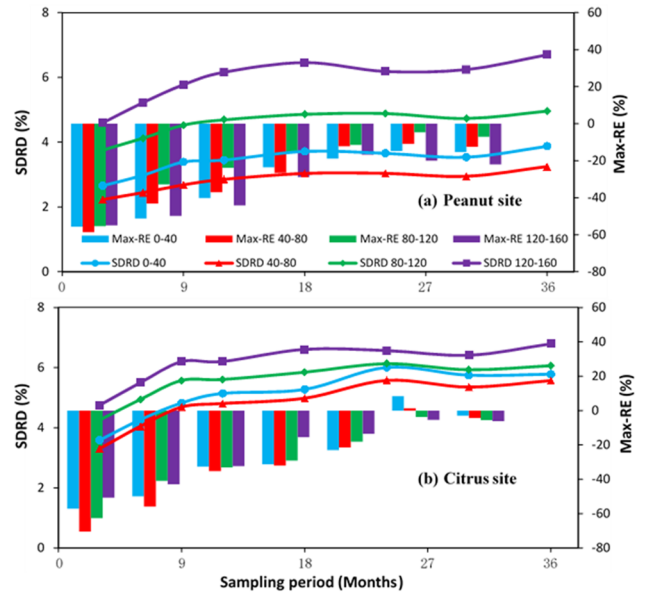 8
6
4
2
0
SDRD (%)
60
40
20
0
-20
-40
-60
-80
Max-RE (%)
(a) Peanut site
Max-RE 0-40
Max-RE 40-80
Max-RE 80-120
Max-RE 120-160
SDRD 0-40
SDRD 40-80
SDRD 80-120
SDRD 120-160
0
9
18
27
36
8
6
4
2
0
SDRD (%)
60
40
20
0
-20
-40
-60
-80
Max-RE (%)
(b) Citrus site
0
9
18
27
36
Sampling period (Months)